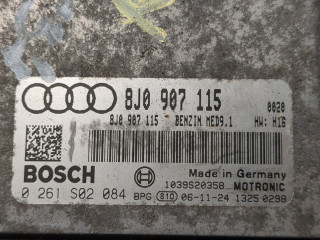 8J0 907 115
0020
8J0 907 115 BENZIN MED9.1 HW: H16
BOSCH
Made in Germany
1039S20358 MOTRONIC
0 261 S02 084 BPG 810 06-11-24 1325 0298